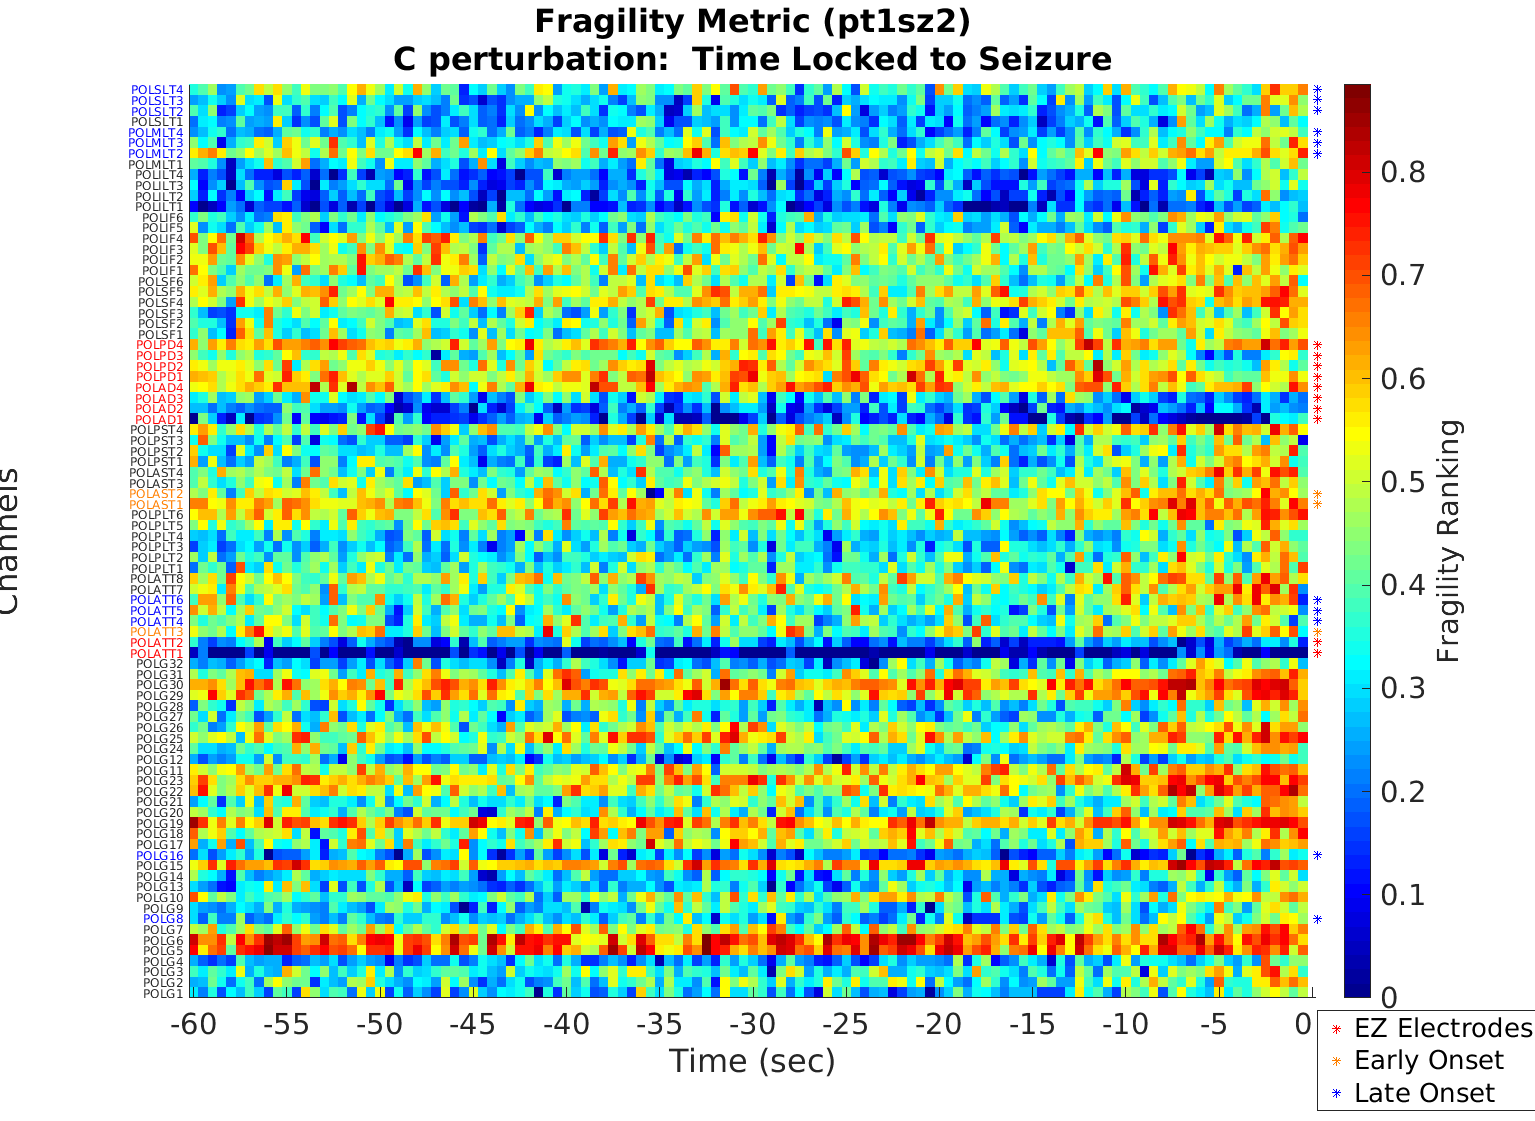 Fragility Metric (pt1sz2)
C perturbation:  Time Locked to Seizure
Channels
POLSLT4
POLSLT3
POLSLT2
POLSLT1
POLMLT4
POLMLT3
POLMLT2
POLMLT1
POLILT4
POLILT3
POLILT2
POLILT1
POLIF6
POLIF5
POLIF4
POLIF3
POLIF2
POLIF1
POLSF6
POLSF5
POLSF4
POLSF3
POLSF2
POLSF1
POLPD4
POLPD3
POLPD2
POLPD1
POLAD4
POLAD3
POLAD2
POLAD1
POLPST4
POLPST3
POLPST2
POLPST1
POLAST4
POLAST3
POLAST2
POLAST1
POLPLT6
POLPLT5
POLPLT4
POLPLT3
POLPLT2
POLPLT1
POLATT8
POLATT7
POLATT6
POLATT5
POLATT4
POLATT3
POLATT2
POLATT1
POLG32
POLG31
POLG30
POLG29
POLG28
POLG27
POLG26
POLG25
POLG24
POLG12
POLG11
POLG23
POLG22
POLG21
POLG20
POLG19
POLG18
POLG17
POLG16
POLG15
POLG14
POLG13
POLG10
POLG9
POLG8
POLG7
POLG6
POLG5
POLG4
POLG3
POLG2
POLG1
-60 -55 -50 -45 -40 -35 -30 -25 -20 -15 -10 -5 0
Time (sec)
0.8
0.7
0.6
0.5
0.4
0.3
0.2
0.1
0
Fragility Ranking
EZ Electrodes
Early Onset
Late Onset